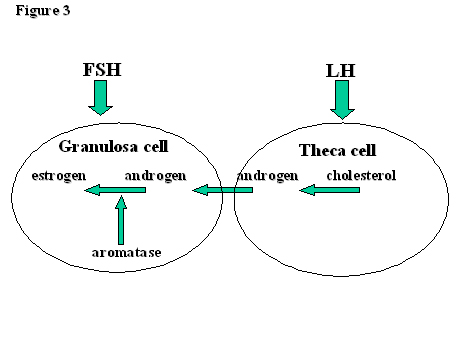 Figure 3
FSH
LH
Granulosa cell
Theca cell
estrogen androgen androgen cholesterol
aromatase